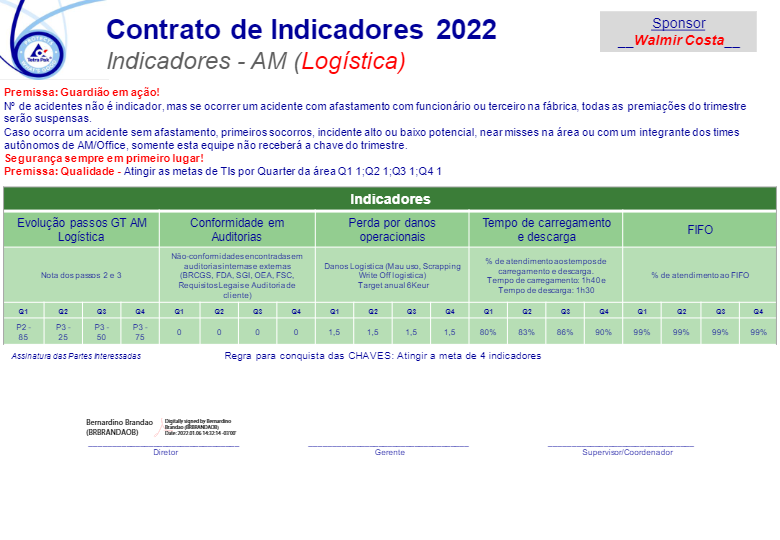 Contrato de Indicadores 2022
Indicadores - AM (Logística)
Sponsor
__Walmir Costa__
Tetra Pak
Premissa: Guardião em ação!
Nº de acidentes não é indicador, mas se ocorrer um acidente com afastamento com funcionário ou terceiro na fábrica, todas as premiações do trimestre
serão suspensas.
Caso ocorra um acidente sem afastamento, primeiros socorros, incidente alto ou baixo potencial, near misses na área ou com um integrante dos times
autônomos de AM/Office, somente esta equipe não receberá a chave do trimestre.
Segurança sempre em primeiro lugar!
Premissa: Qualidade - Atingir as metas de TIs por Quarter da área Q1 1;Q2 1;Q3 1;Q4 1
Indicadores
Evolução passos GT AM
Logística
Conformidade em
Auditorias
Perda por danos
operacionais
Tempo de carregamento
e descarga
FIFO
Nota dos passos 2 e 3
Não-conformidades encontradas em
auditorias internas e externas
(BRCGS, FDA, SGI, OEA, FSC,
Requisitos Legais e Auditoria de
cliente)
Danos Logística (Mau uso, Scrapping
Write Off logística)
Target anual 6Keur
% de atendimento aos tempos de
carregamento e descarga.
Tempo de carregamento: 1h40 e
Tempo de descarga: 1h30
% de atendimento ao FIFO
Q1 Q2 Q3 Q4 Q1 Q2 Q3 Q4 Q1 Q2 Q3 Q4 Q1 Q2 Q3 Q4 Q1 Q2 Q3 Q4
P2 - 85 P3 - 25 P3 - 50 P3 - 75 0 0 0 0 1,5 1,5 1,5 1,5 80% 83% 86% 90% 99% 99% 99% 99%
Assinatura das Partes Interessadas
Regra para conquista das CHAVES: Atingir a meta de 4 indicadores
Bernardino Brandao
(BRBRANDAOB)
Digitally signed by Bernardino
Brandao (BRBRANDAOB)
Date: 2022.01.06 14:32:14 -03'00'
Diretor
Gerente
Supervisor/Coordenador